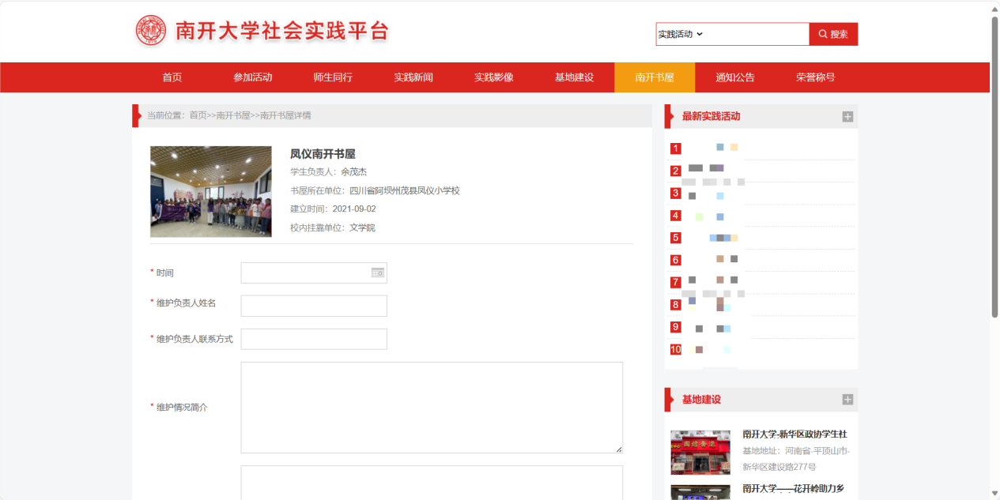 南开大学社会实践平台
实践活动
搜索
首页
参加活动
师生同行
实践新闻
实践影像
基地建设
南开书屋
通知公告
荣誉称号
当前位置：首页>>南开书屋>>南开书屋详情
凤仪南开书屋
学生负责人：余茂杰
书屋所在单位：四川省阿坝州茂县凤仪小学校
建立时间：2021-09-02
校内挂靠单位：文学院
* 时间
* 维护负责人姓名
* 维护负责人联系方式
* 维护情况简介
最新实践活动
1
2
3
4
5
6
7
8
9
10
基地建设
南开大学-新华区政协学生社
基地地址：河南省-平顶山市-
新华区建设路277号
南开大学——花开岭助力乡